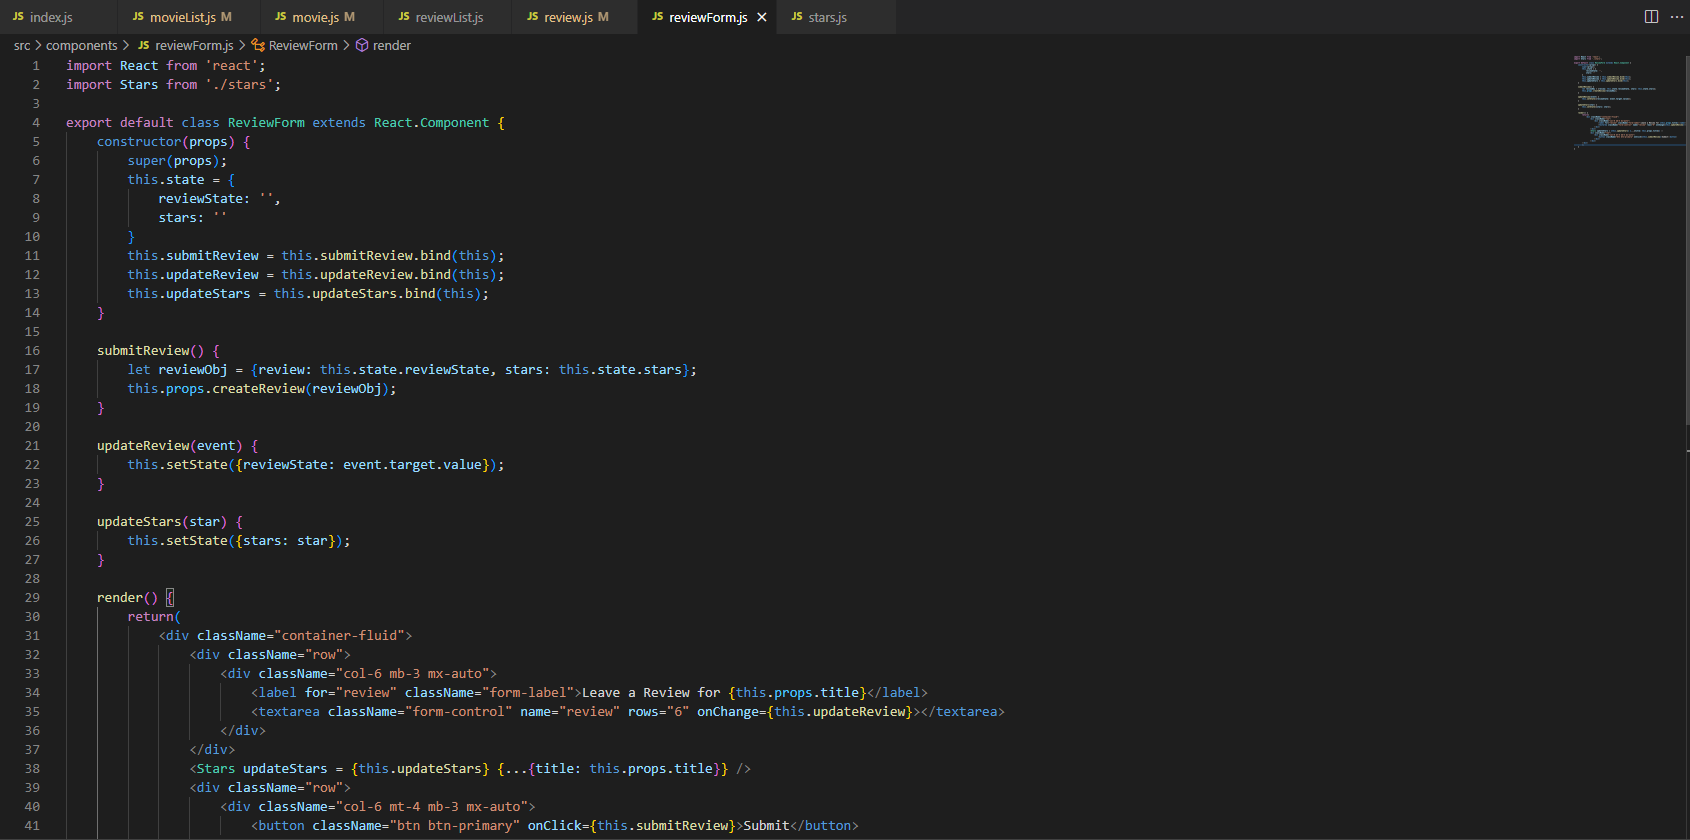 JS index.js JS movieList.js M JS movie.js M JS reviewList.js JS review.js M JS reviewForm.js JS stars.js
src components JS reviewForm.js ReviewForm render
1 import React from 'react';
2 import Stars from './stars';
3
4 export default class ReviewForm extends React.Component {
5 constructor(props) {
6 super(props);
7 this.state = {
8 reviewState: '',
9 stars: ''
10 }
11 this.submitReview = this.submitReview.bind(this);
12 this.updateReview = this.updateReview.bind(this);
13 this.updateStars = this.updateStars.bind(this);
14 }
15
16 submitReview() {
17 let reviewObj = {review: this.state.reviewState, stars: this.state.stars};
18 this.props.createReview(reviewObj);
19 }
20
21 updateReview(event) {
22 this.setState({reviewState: event.target.value});
23 }
24
25 updateStars(star) {
26 this.setState({stars: star});
27 }
28
29 render() {
30 return(
31 <div className="container-fluid">
32 <div className="row">
33 <div className="col-6 mb-3 mx-auto">
34 <label for="review" className="form-label">Leave a Review for {this.props.title}</label>
35 <textarea className="form-control" name="review" rows="6" onChange={this.updateReview}></textarea>
36 </div>
37 </div>
38 <Stars updateStars = {this.updateStars} {...{title: this.props.title}} />
39 <div className="row">
40 <div className="col-6 mt-4 mb-3 mx-auto">
41 <button className="btn btn-primary" onClick={this.submitReview}>Submit</button>